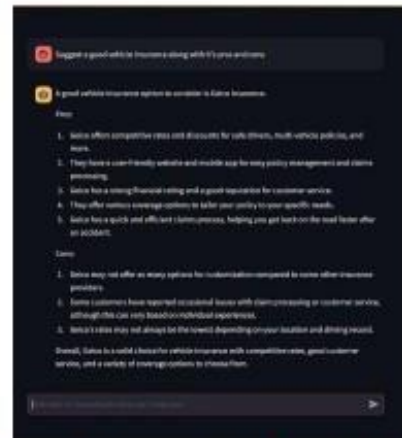 Suggest a good vehicle insurance along with it's pros and cons
A good vehicle insurance option to consider is Geico Insurance.
Pros:
1. Geico offers competitive rates and discounts for safe drivers, multi-vehicle policies, and
more.
2. They have a user-friendly website and mobile app for easy policy management and claims
processing.
3. Geico has a strong financial rating and a good reputation for customer service.
4. They offer various coverage options to tailor your policy to your specific needs.
5. Geico has a quick and efficient claims process, helping you get back on the road faster after
an accident.
Cons:
1. Geico may not offer as many options for customization compared to some other insurance
providers.
2. Some customers have reported occasional issues with claim processing or customer service,
although this can vary based on individual experiences.
3. Geico's rates may not always be the lowest depending on your location and driving record.
Overall, Geico is a solid choice for vehicle insurance with competitive rates, good customer
service, and a variety of coverage options to choose from.